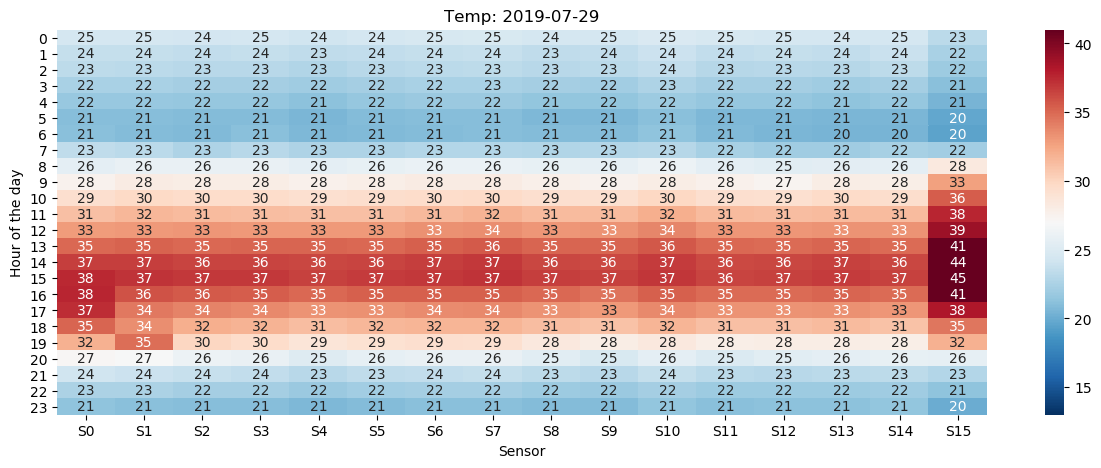 Temp: 2019-07-29
0 25 25 24 25 24 24 25 25 24 25 25 25 25 24 25 23
1 24 24 24 24 23 24 24 24 23 24 24 24 24 24 24 22
2 23 23 23 23 23 23 23 23 23 23 24 23 23 23 23 22
3 22 22 22 22 22 22 22 23 22 22 23 22 22 22 22 21
4 22 22 22 22 21 22 22 22 21 22 22 22 22 22 21 21
5 21 21 21 21 21 21 21 21 21 21 21 21 21 21 21 20
6 21 21 21 21 21 21 21 21 21 21 21 21 21 20 20 20
7 23 23 23 23 23 23 23 23 23 23 23 22 22 22 22 22
8 26 26 26 26 26 26 26 26 26 26 26 26 25 26 26 28
9 28 28 28 28 28 28 28 28 28 28 28 28 27 28 28 33
10 29 30 30 30 29 29 30 30 29 29 30 29 29 30 29 36
11 31 32 31 31 31 31 31 32 31 31 32 31 31 31 31 38
12 33 33 33 33 33 33 33 34 33 33 34 33 33 33 33 39
13 35 35 35 35 35 35 35 36 35 35 36 35 35 35 35 41
14 37 37 37 36 36 36 37 37 36 36 37 36 36 37 36 44
15 38 37 37 37 37 37 37 37 37 37 37 36 37 37 37 45
16 38 36 36 35 35 35 35 35 35 35 35 35 35 35 35 41
17 37 34 34 34 33 33 34 34 33 33 34 33 33 33 33 38
18 35 34 32 32 31 32 32 32 31 31 32 31 31 31 31 35
19 32 35 30 30 29 29 29 29 28 28 28 28 28 28 28 32
20 27 27 26 26 25 26 26 26 25 25 26 25 25 26 26 26
21 24 24 24 24 23 23 24 24 23 23 24 23 23 23 23 23
22 23 23 22 22 22 22 22 22 22 22 22 22 22 22 22 21
23 21 21 21 21 21 21 21 21 21 21 21 21 21 21 21 20
S0 S1 S2 S3 S4 S5 S6 S7 S8 S9 S10 S11 S12 S13 S14 S15
Sensor
Hour of the day
40
35
30
25
20
15